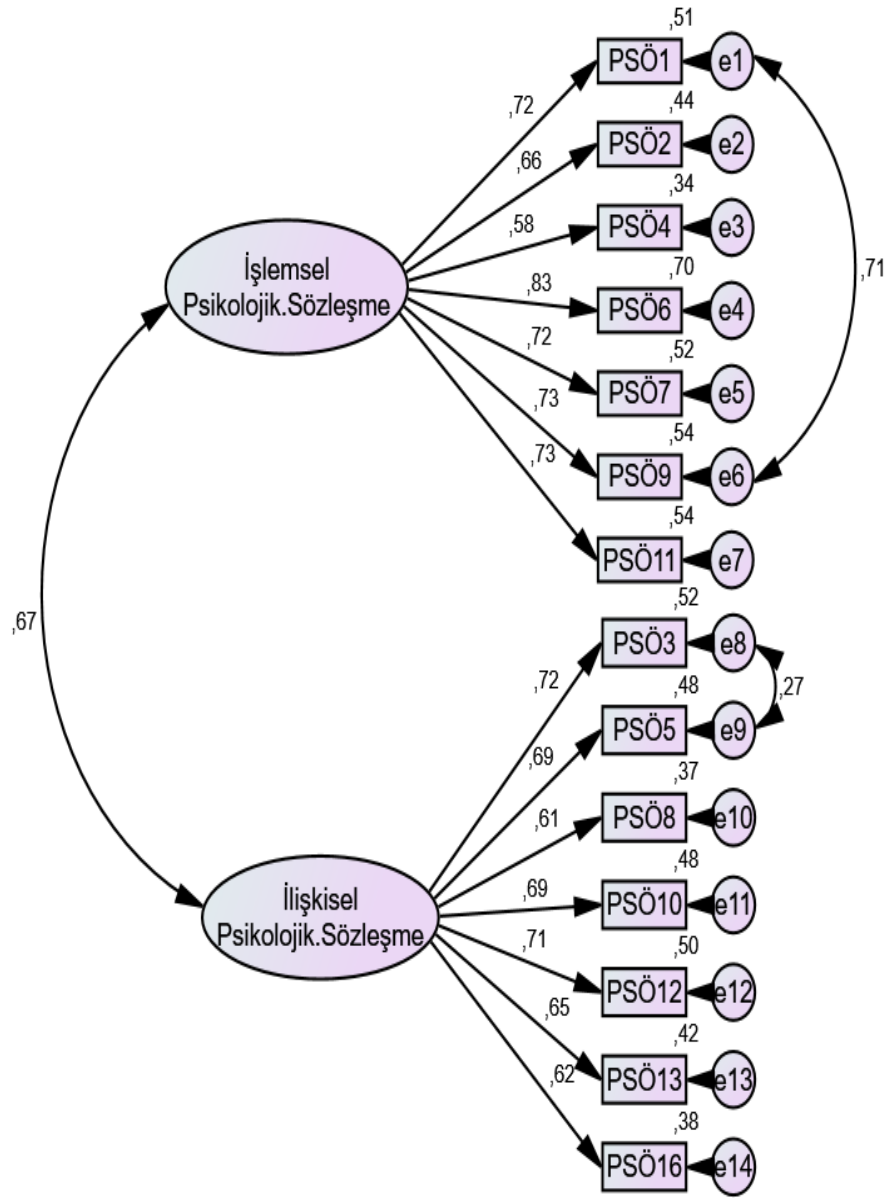 ,51
PSÖ1
e1
,72
,44
PSÖ2
e2
,66
,34
PSÖ4
e3
,58
,70
PSÖ6
e4
,83
,52
PSÖ7
e5
,72
,54
PSÖ9
e6
,73
,54
PSÖ11
e7
,73
,71
İşlemsel
Psikolojik.Sözleşme
,67
,52
PSÖ3
e8
,72
,27
,48
PSÖ5
e9
,69
,37
PSÖ8
e10
,61
,48
PSÖ10
e11
,69
,50
PSÖ12
e12
,71
,42
PSÖ13
e13
,65
,38
PSÖ16
e14
,62
İlişkisel
Psikolojik.Sözleşme